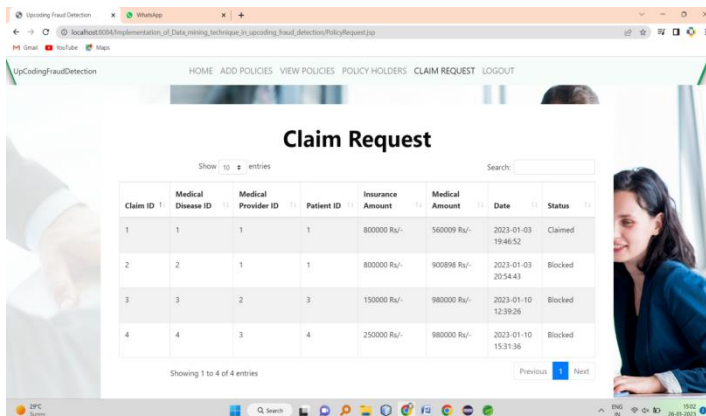 Upcoding Fraud Detection
WhatsApp
localhost:8084/Implementation_of_Data_mining_technique_in_upcoding_fraud_detection/PolicyRequest.jsp
Gmail YouTube Maps
UpCodingFraudDetection HOME ADD POLICIES VIEW POLICIES POLICY HOLDERS CLAIM REQUEST LOGOUT
Claim Request
Show 10 entries Search:
Claim ID Medical Disease ID Medical Provider ID Patient ID Insurance Amount Medical Amount Date Status
1 1 1 1 800000 Rs/- 560009 Rs/- 2023-01-03 19:46:52 Claimed
2 2 1 1 800000 Rs/- 900898 Rs/- 2023-01-03 20:54:43 Blocked
3 3 2 3 150000 Rs/- 980000 Rs/- 2023-01-10 12:39:26 Blocked
4 4 3 4 250000 Rs/- 980000 Rs/- 2023-01-10 15:31:36 Blocked
Showing 1 to 4 of 4 entries Previous 1 Next
29°C
Sunny
Search
ENG
IN
15:02
26-01-2023